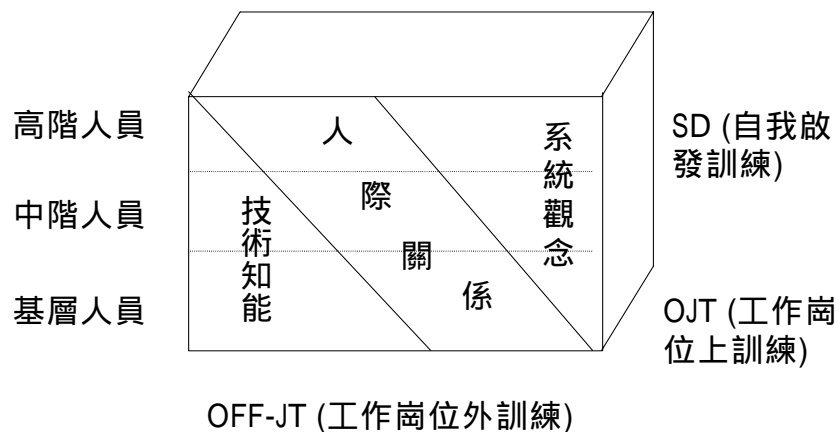 高階人員
中階人員
基層人員
技術知能
人際關係
系統觀念
SD (自我啟
發訓練)
OJT (工作崗
位上訓練)
OFF-JT (工作崗位外訓練)